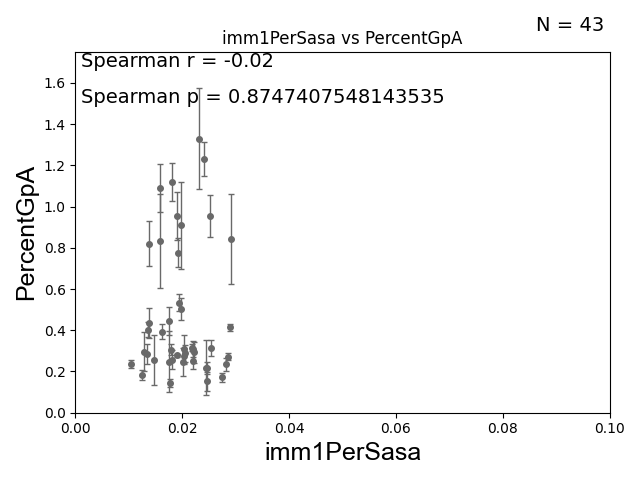 N = 43
imm1PerSasa vs PercentGpA
Spearman r = -0.02
Spearman p = 0.8747407548143535
PercentGpA
1.6
1.4
1.2
1.0
0.8
0.6
0.4
0.2
0.0
0.00 0.02 0.04 0.06 0.08 0.10
imm1PerSasa